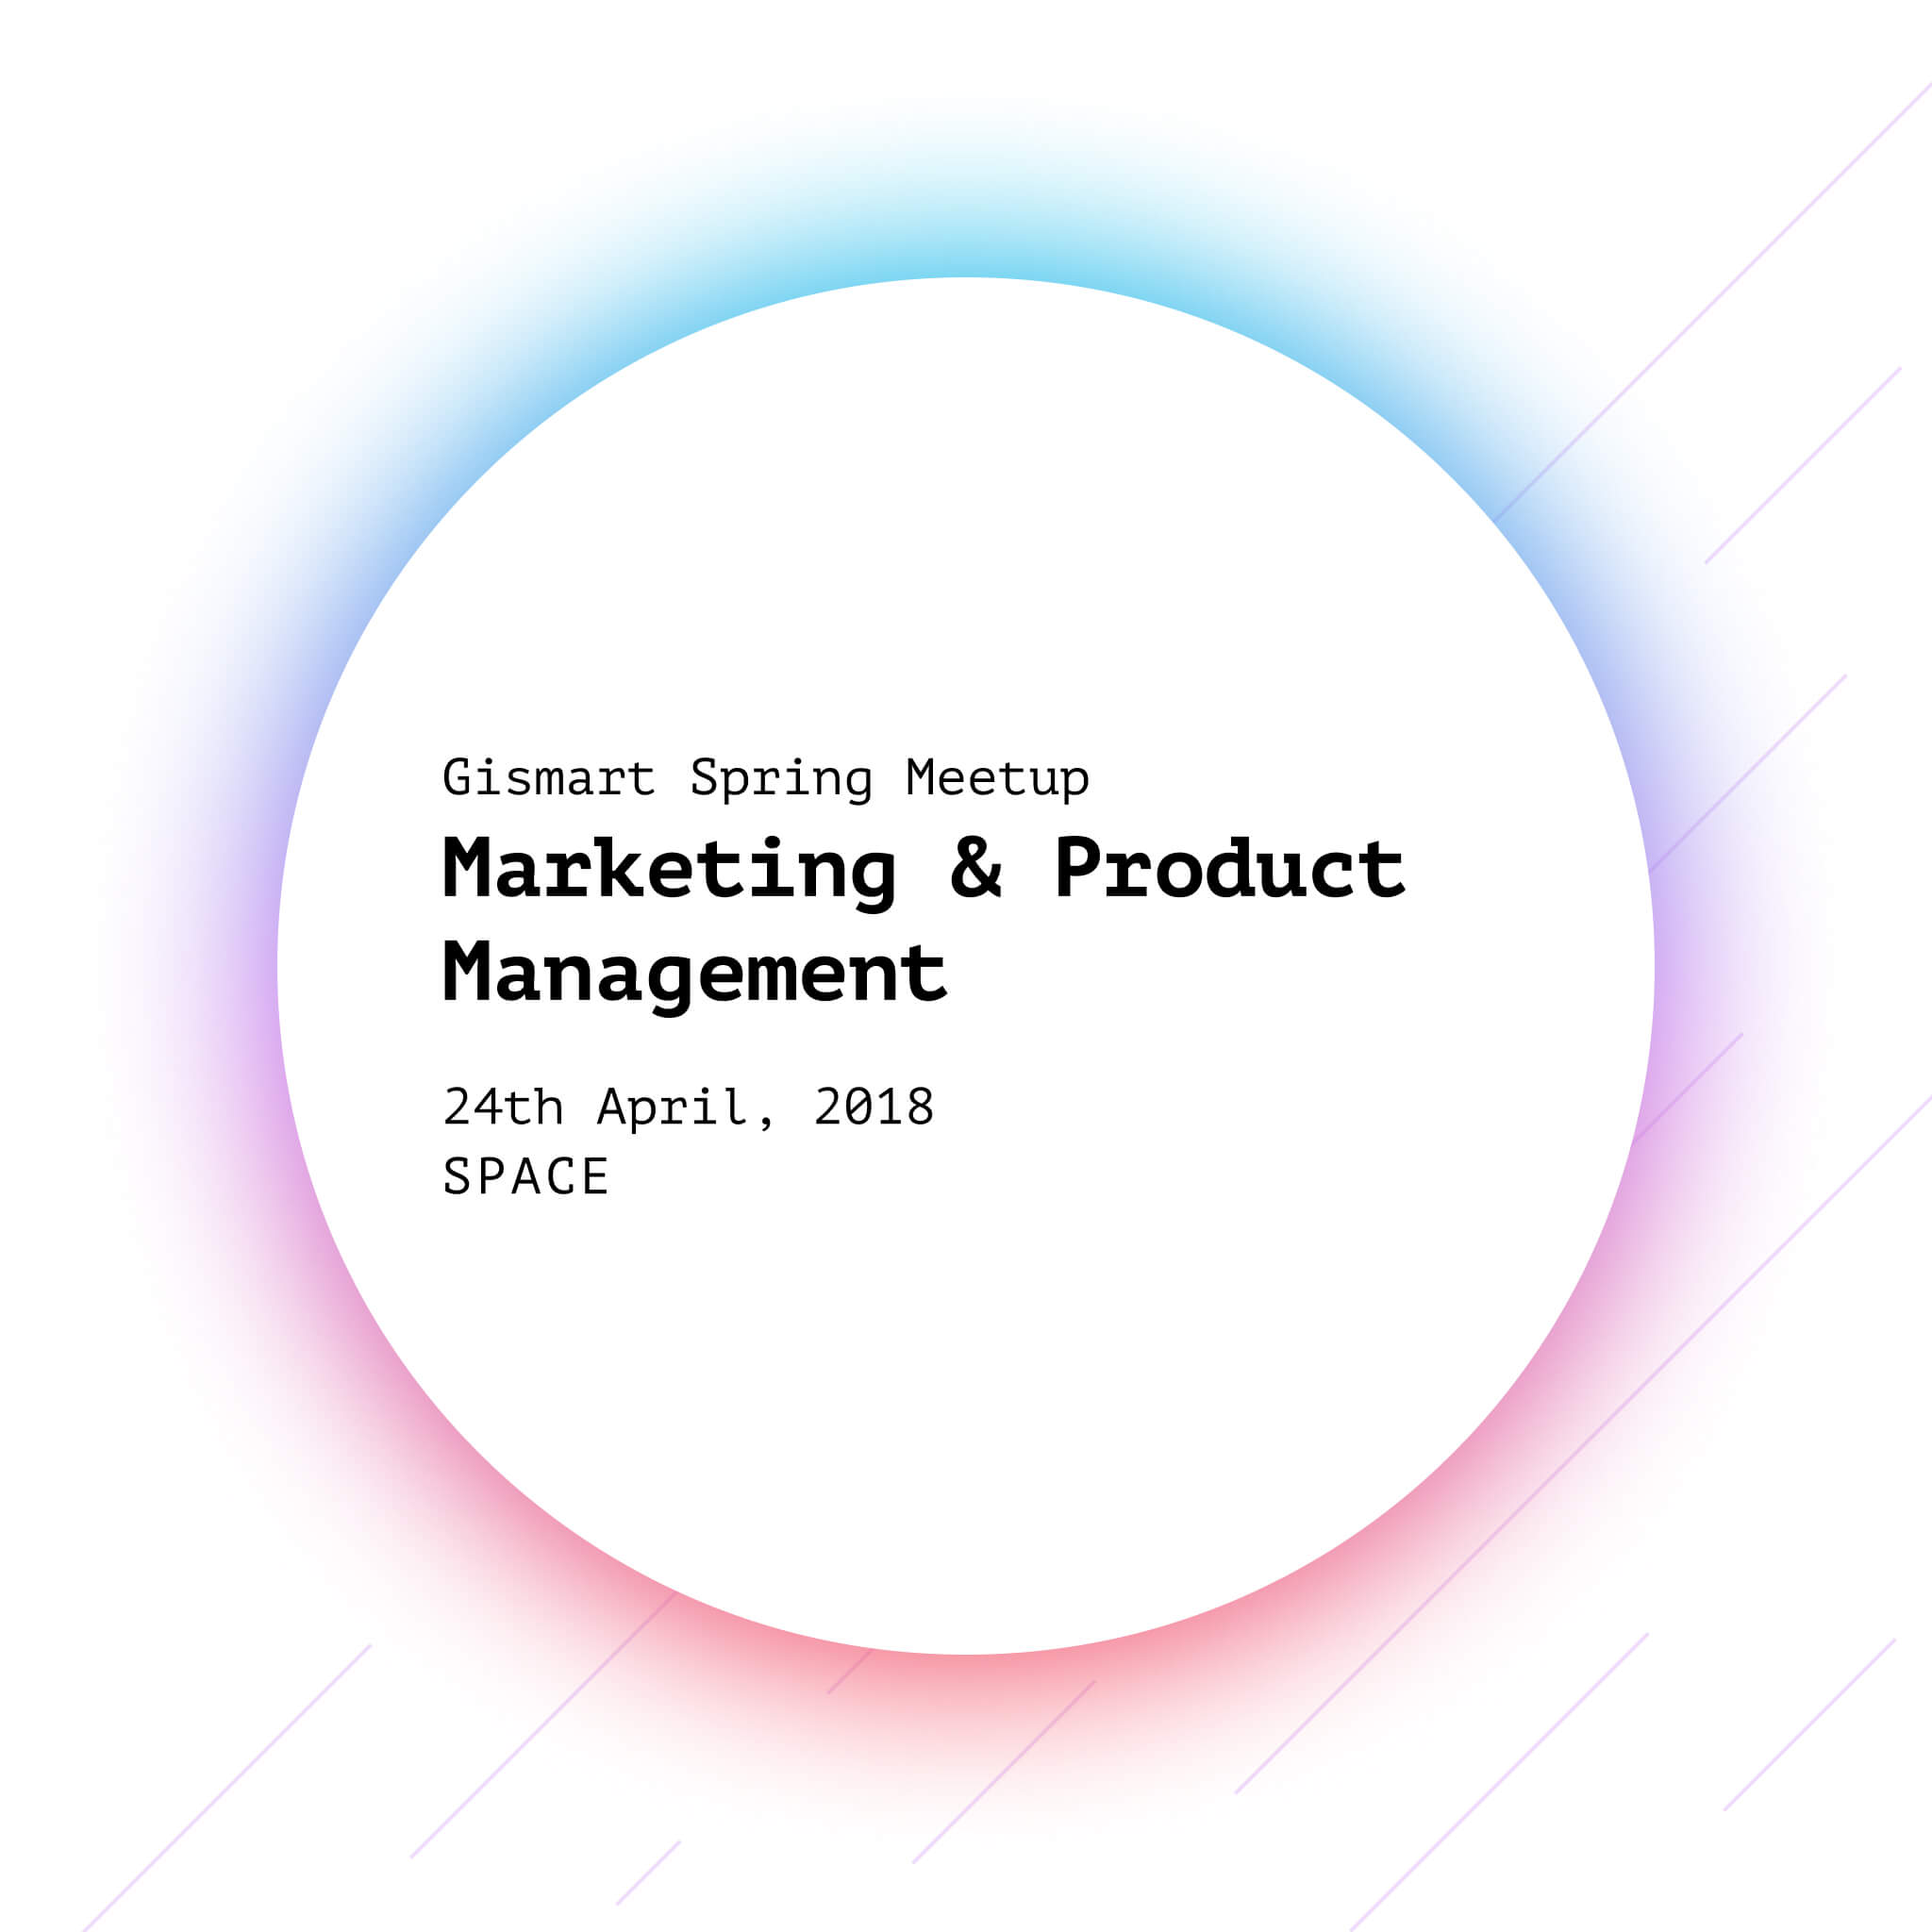 Gismart Spring Meetup
Marketing & Product
Management
24th April, 2018
SPACE